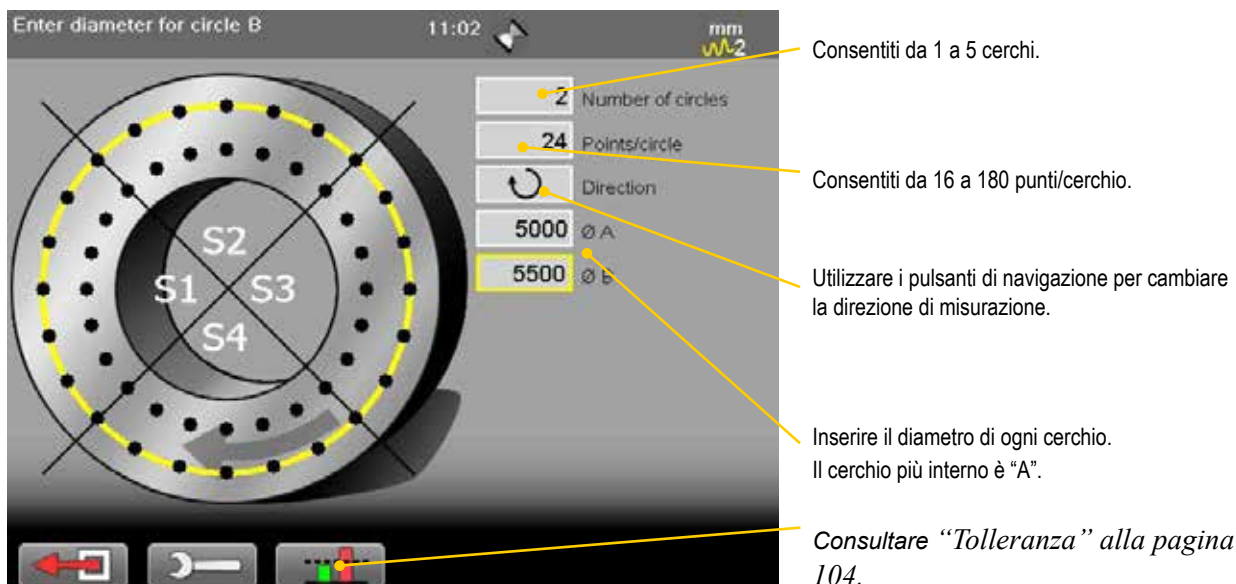 Enter diameter for circle B
11:02
mm
2
2 Number of circles
24 Points/circle
Direction
5000 Ø A
5500 Ø B
S2
S1 S3
S4
Consentiti da 1 a 5 cerchi.
Consentiti da 16 a 180 punti/cerchio.
Utilizzare i pulsanti di navigazione per cambiare
la direzione di misurazione.
Inserire il diametro di ogni cerchio.
Il cerchio più interno è “A”.
Consultare “Tolleranza” alla pagina
104.